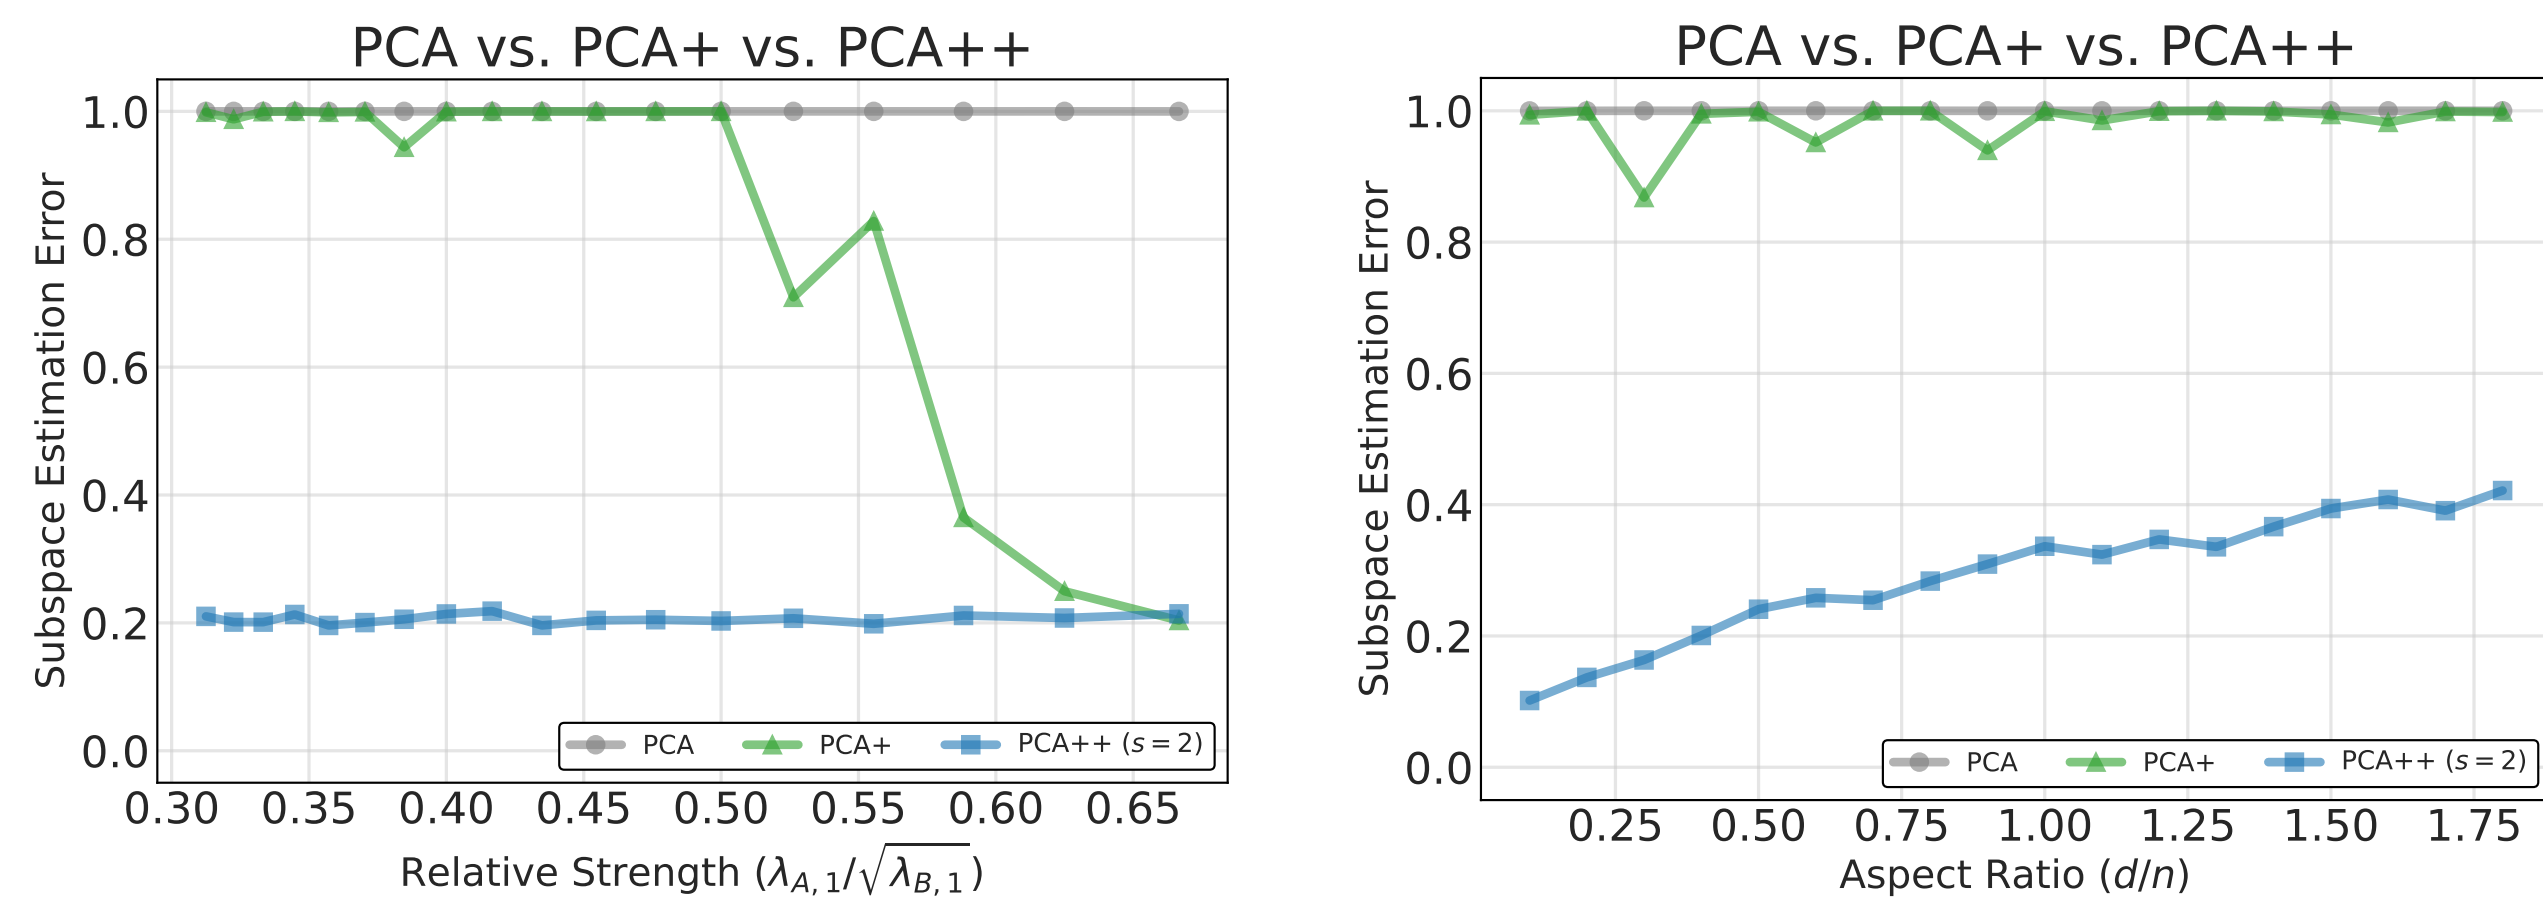 PCA vs. PCA+ vs. PCA++
Subspace Estimation Error
1.0
0.8
0.6
0.4
0.2
0.0
PCA PCA+ PCA++ (s = 2)
0.30 0.35 0.40 0.45 0.50 0.55 0.60 0.65
Relative Strength (λ_{A,1}/√λ_{B,1})
PCA vs. PCA+ vs. PCA++
Subspace Estimation Error
1.0
0.8
0.6
0.4
0.2
0.0
PCA PCA+ PCA++ (s = 2)
0.25 0.50 0.75 1.00 1.25 1.50 1.75
Aspect Ratio (d/n)